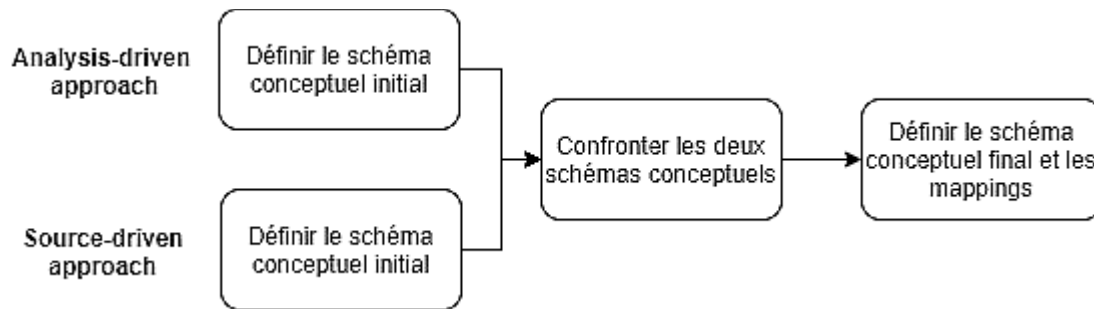 Analysis-driven
approach
Définir le schéma
conceptuel initial
Confronter les deux
schémas conceptuels
Définir le schéma
conceptuel final et les
mappings
Source-driven
approach
Définir le schéma
conceptuel initial